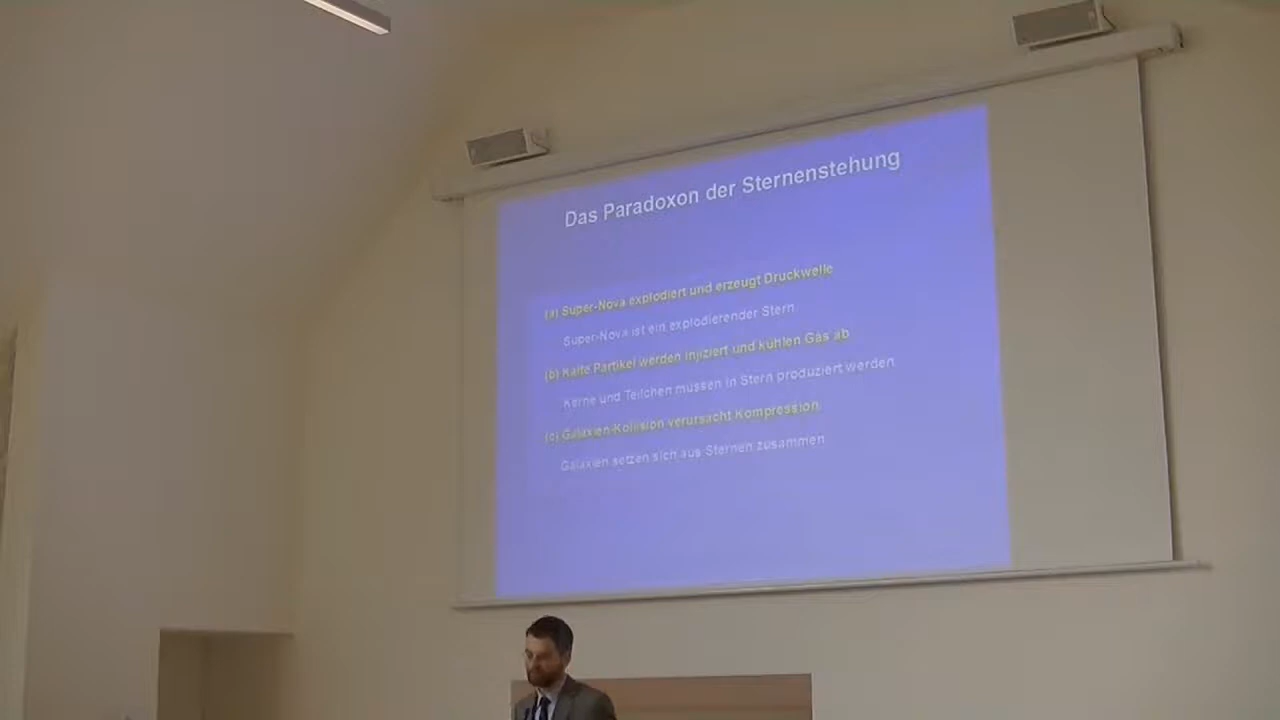 Das Paradoxon der Sternenstehung
(a) Super-Nova explodiert und erzeugt Druckwelle
Super-Nova ist ein explodierender Stern
(b) Kalte Partikel werden injiziert und kühlen Gas ab
Kerne und Teilchen müssen in Stern produziert werden
(c) Galaxien-Kollision verursacht Kompression
Galaxien setzen sich aus Sternen zusammen